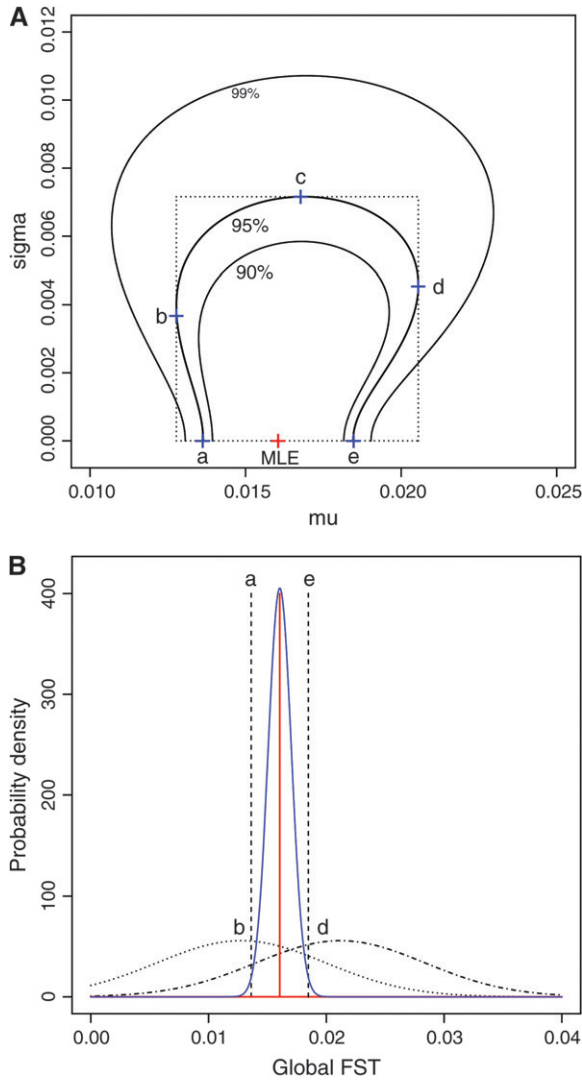 A
0.012
0.010
0.008
0.006
0.004
0.002
0.000
sigma
99%
c
95%
90%
b
d
a
MLE
e
0.010
0.015
0.020
0.025
mu
B
a
e
400
300
200
100
0
Probability density
b
d
0.00
0.01
0.02
0.03
0.04
Global FST